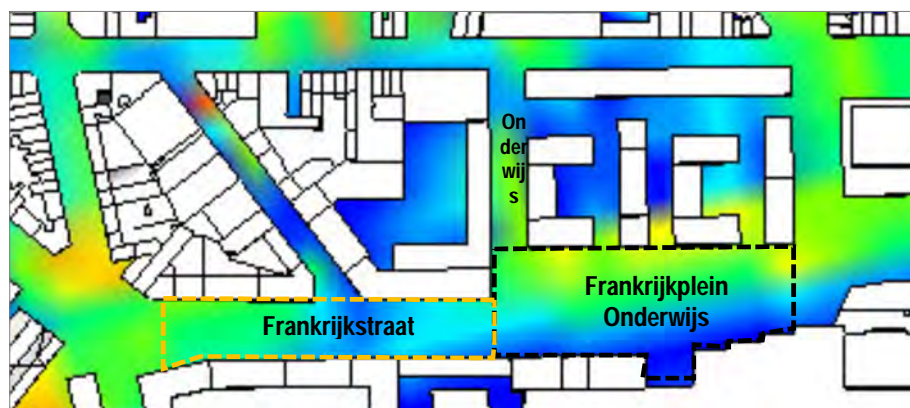 On
der
wij
s
Frankrijkplein
Onderwijs
Frankrijkstraat